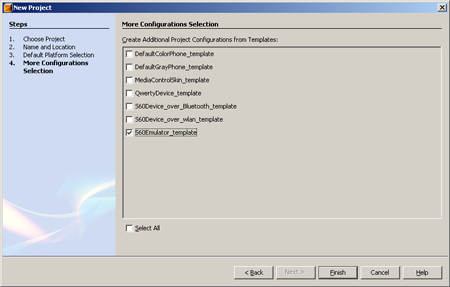 New Project
Steps
1. Choose Project
2. Name and Location
3. Default Platform Selection
4. More Configurations
Selection
More Configurations Selection
Create Additional Project Configurations from Templates:
DefaultColorPhone_template
DefaultGrayPhone_template
MediaControlSkin_template
QwertyDevice_template
S60Device_over_Bluetooth_template
S60Device_over_wlan_template
S60Emulator_template
Select All
< Back
Next >
Finish
Cancel
Help